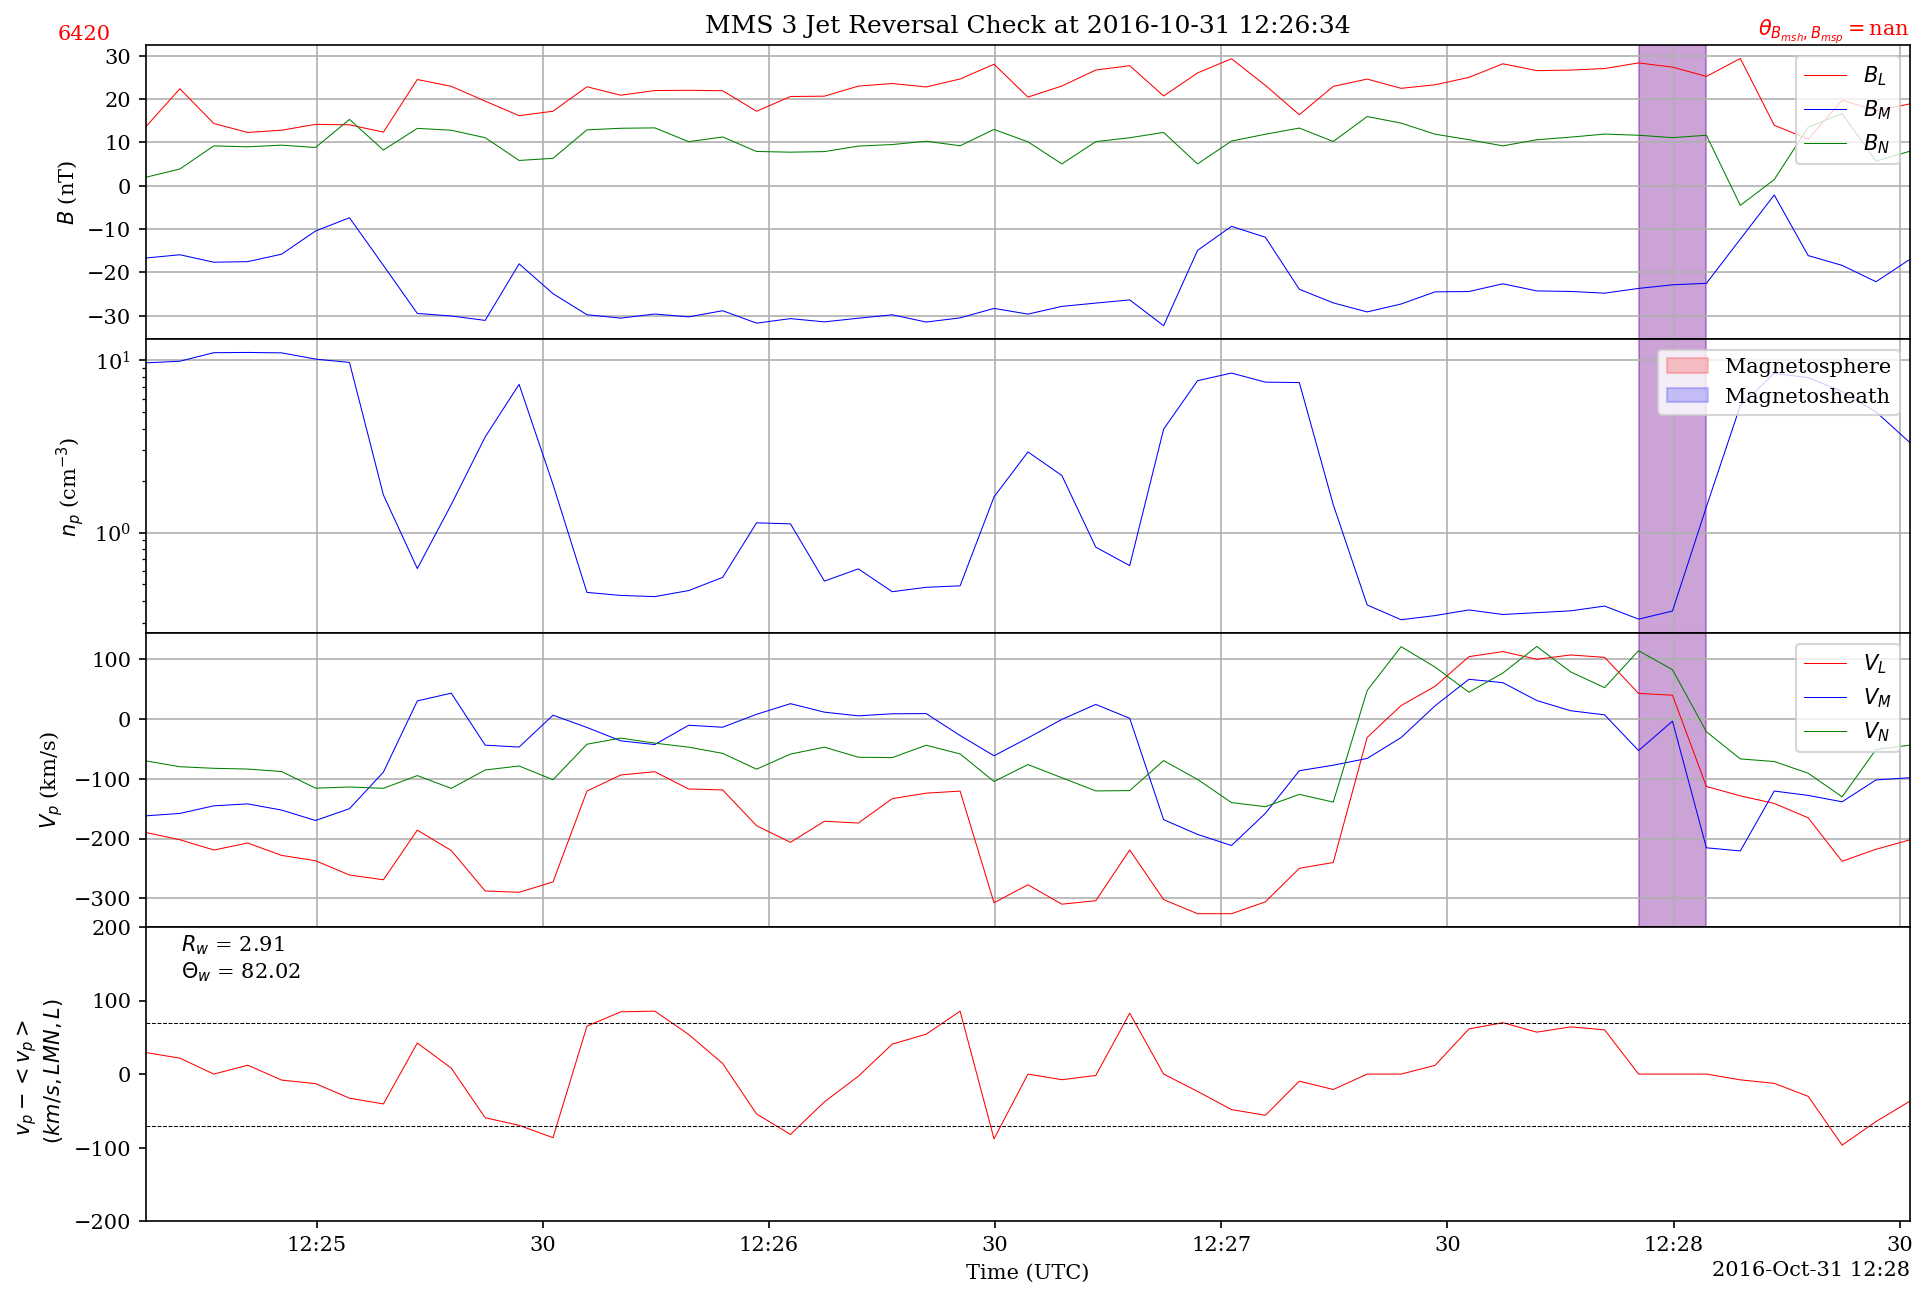 6420
MMS 3 Jet Reversal Check at 2016-10-31 12:26:34
θ_{B_{msh}, B_{msp}} = nan
30
20
10
0
−10
−20
−30
B (nT)
B_L
B_M
B_N
10^1
10^0
n_p (cm^{−3})
Magnetosphere
Magnetosheath
100
0
−100
−200
−300
V_p (km/s)
V_L
V_M
V_N
200
100
0
−100
−200
v_p − < v_p >
(km/s, LMN, L)
R_w = 2.91
Θ_w = 82.02
12:25 30 12:26 30 12:27 30 12:28 30
Time (UTC)
2016-Oct-31 12:28